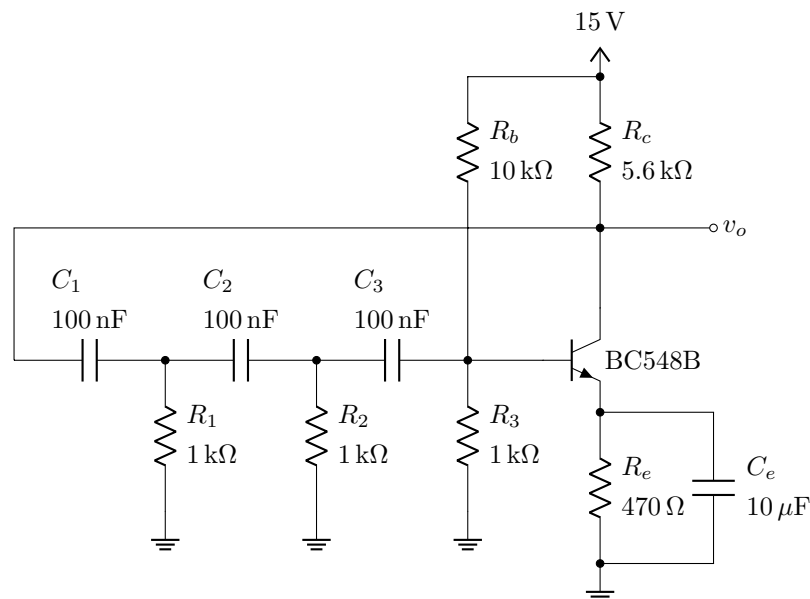 15 V
R_b
10 kΩ
R_c
5.6 kΩ
v_o
C_1
100 nF
C_2
100 nF
C_3
100 nF
BC548B
R_1
1 kΩ
R_2
1 kΩ
R_3
1 kΩ
R_e
470 Ω
C_e
10 μF